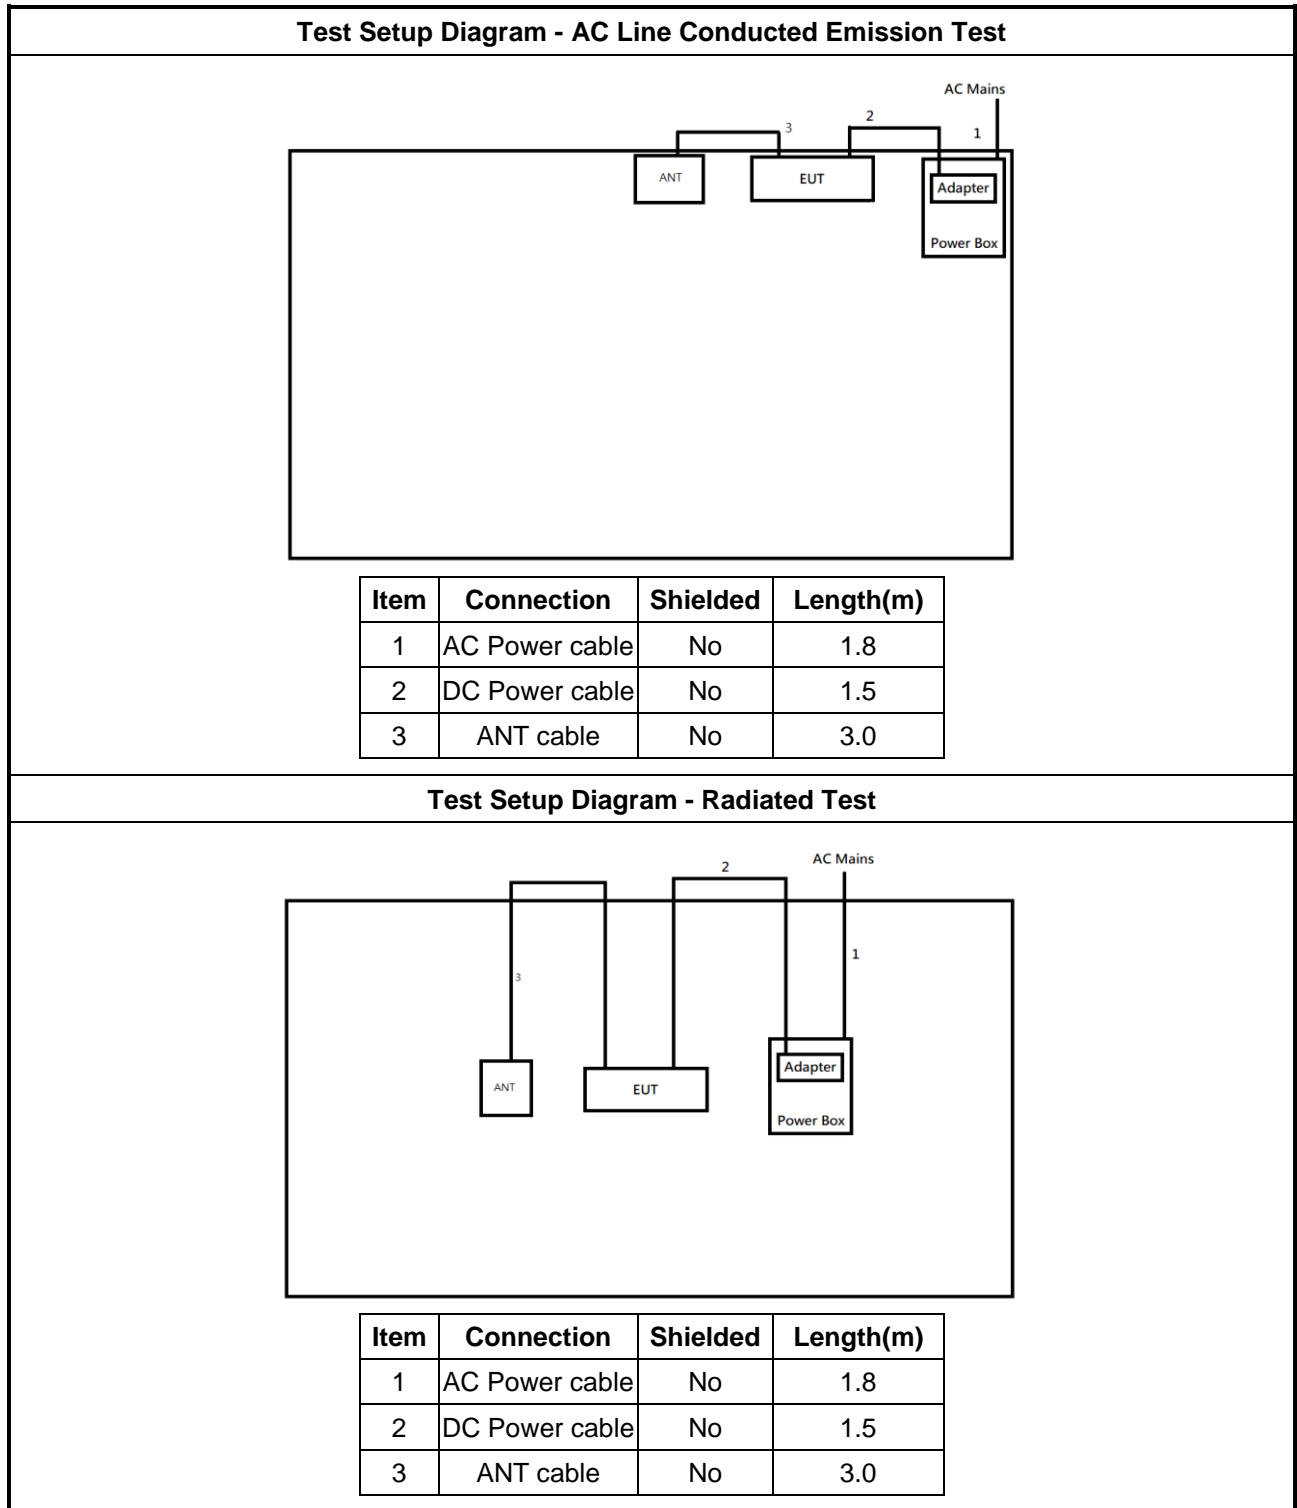 Test Setup Diagram - AC Line Conducted Emission Test
AC Mains
3
2
1
ANT
EUT
Adapter
Power Box
Item Connection Shielded Length(m)
1 AC Power cable No 1.8
2 DC Power cable No 1.5
3 ANT cable No 3.0
Test Setup Diagram - Radiated Test
AC Mains
2
1
3
ANT
EUT
Adapter
Power Box
Item Connection Shielded Length(m)
1 AC Power cable No 1.8
2 DC Power cable No 1.5
3 ANT cable No 3.0